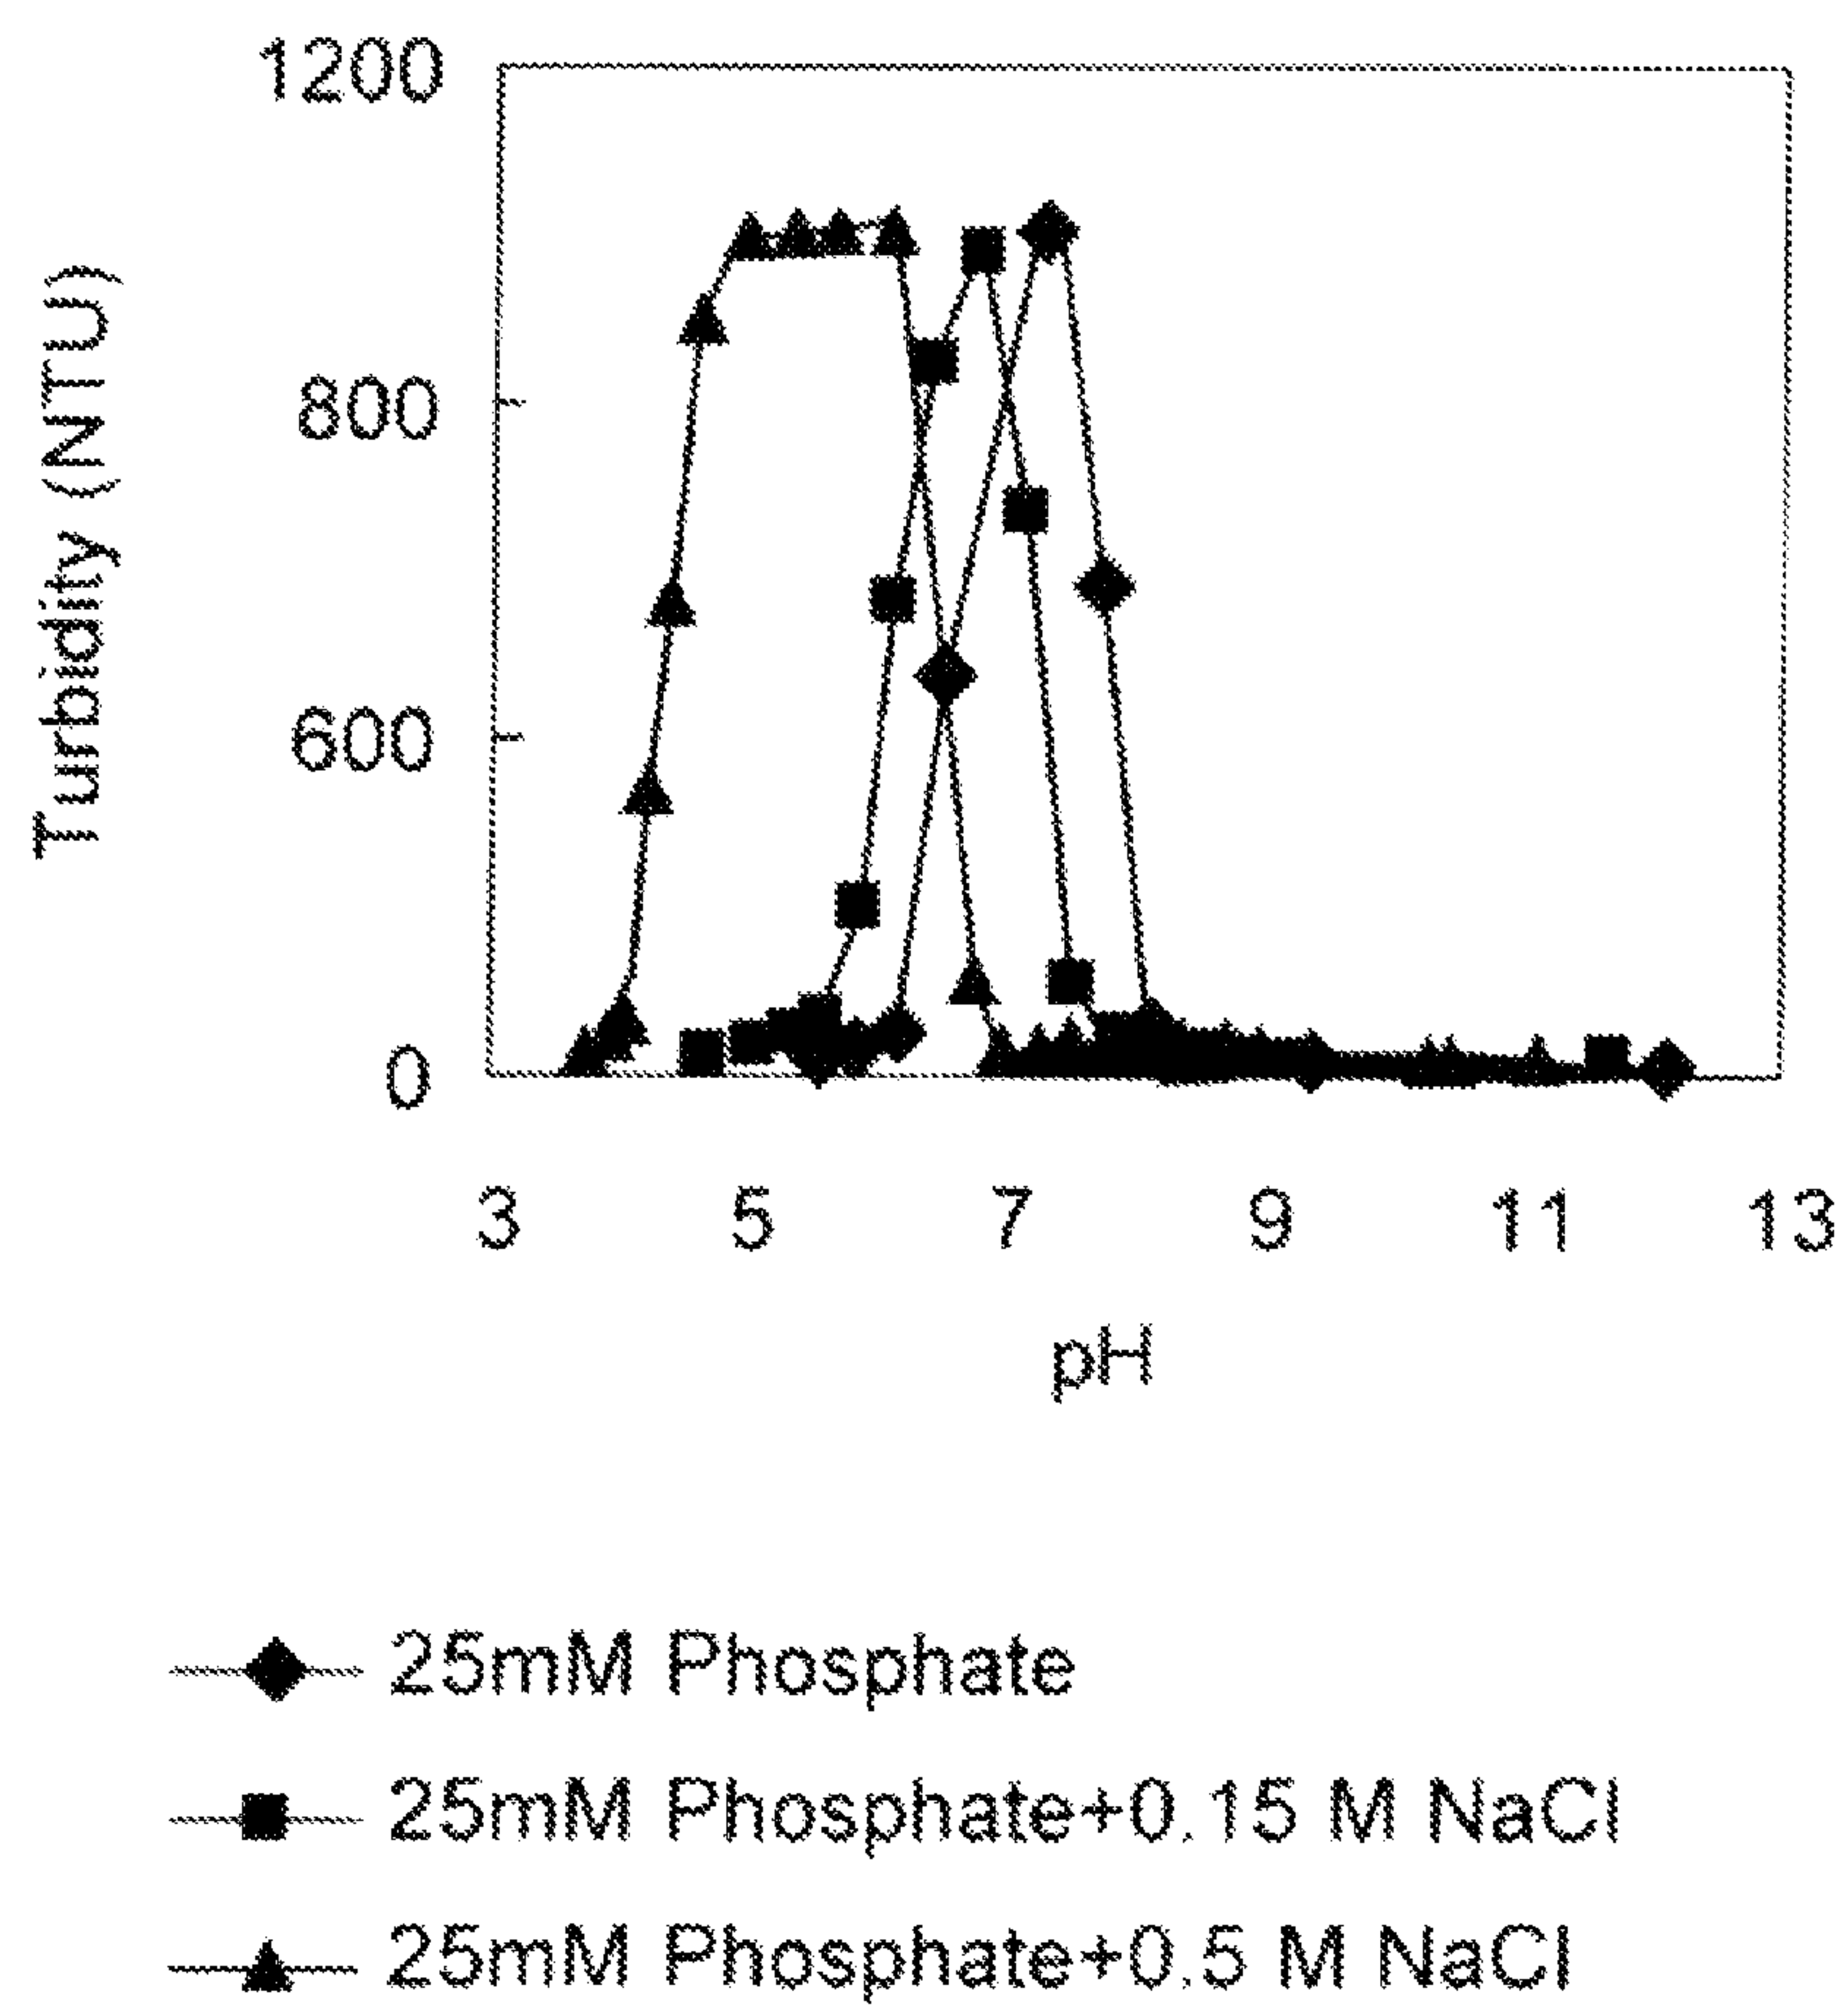 1200
800
600
0
Turbidity (NTU)
3 5 7 9 11 13
pH
25mM Phosphate
25mM Phosphate+0.15 M NaCl
25mM Phosphate+0.5 M NaCl